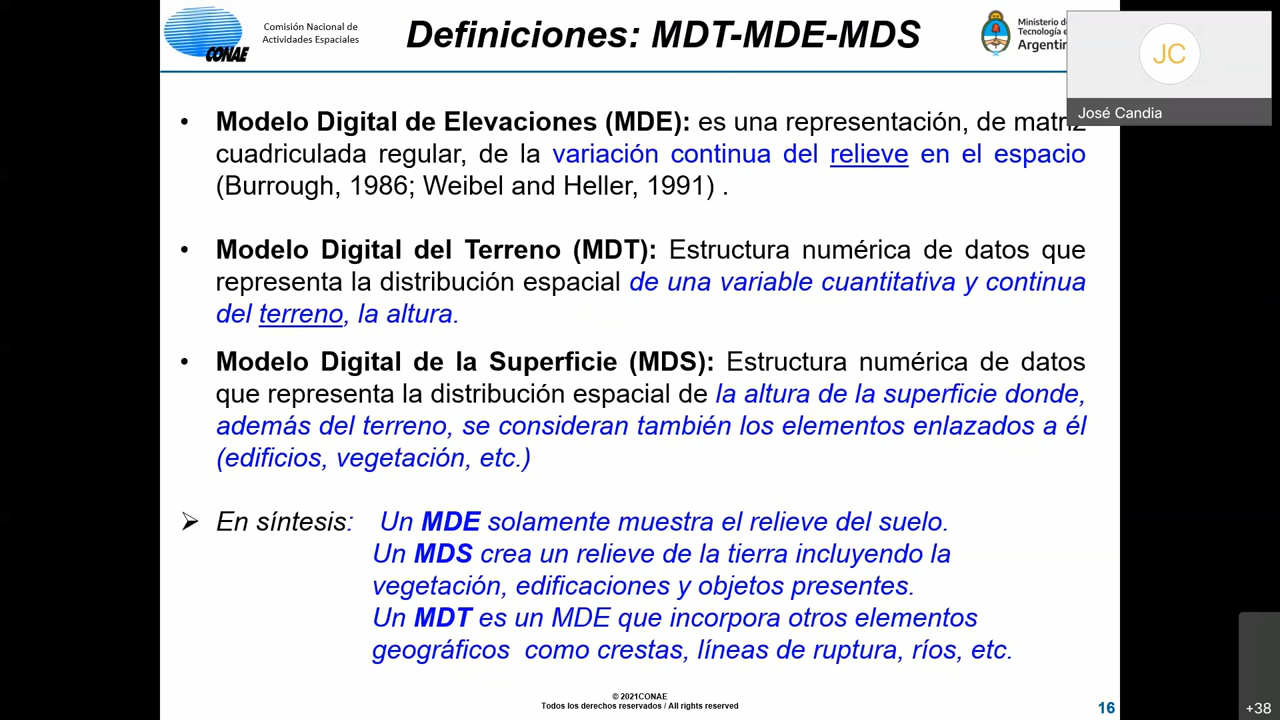 CONAE
Comisión Nacional de
Actividades Espaciales
Definiciones: MDT-MDE-MDS
Ministerio de
Tecnología e
Argentin
JC
José Candia
• Modelo Digital de Elevaciones (MDE): es una representación, de matriz
cuadriculada regular, de la variación continua del relieve en el espacio
(Burrough, 1986; Weibel and Heller, 1991) .
• Modelo Digital del Terreno (MDT): Estructura numérica de datos que
representa la distribución espacial de una variable cuantitativa y continua
del terreno, la altura.
• Modelo Digital de la Superficie (MDS): Estructura numérica de datos
que representa la distribución espacial de la altura de la superficie donde,
además del terreno, se consideran también los elementos enlazados a él
(edificios, vegetación, etc.)
➢ En síntesis: Un MDE solamente muestra el relieve del suelo.
Un MDS crea un relieve de la tierra incluyendo la
vegetación, edificaciones y objetos presentes.
Un MDT es un MDE que incorpora otros elementos
geográficos como crestas, líneas de ruptura, ríos, etc.
© 2021CONAE
Todos los derechos reservados / All rights reserved
16
+38